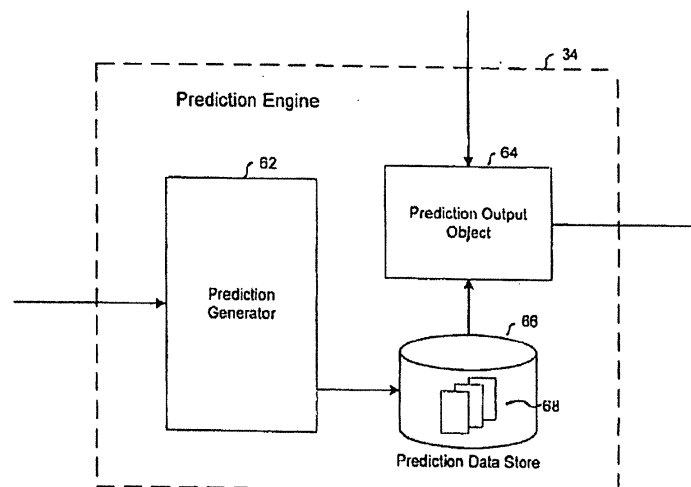 34
Prediction Engine
62
64
Prediction Output
Object
Prediction
Generator
66
68
Prediction Data Store